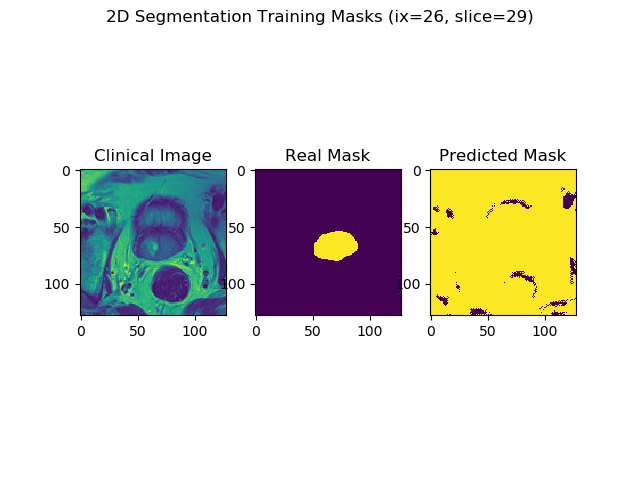 2D Segmentation Training Masks (ix=26, slice=29)
Clinical Image Real Mask Predicted Mask
0 0
50 50 50
100 100 100
0 50 100 0 50 100 0 50 100